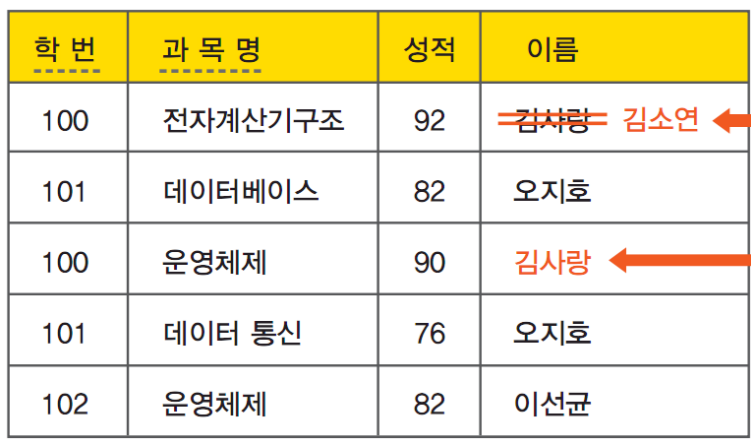 학 번 과 목 명 성적 이름
100 전자계산기구조 92 김사랑 김소연
101 데이터베이스 82 오지호
100 운영체제 90 김사랑
101 데이터 통신 76 오지호
102 운영체제 82 이선균